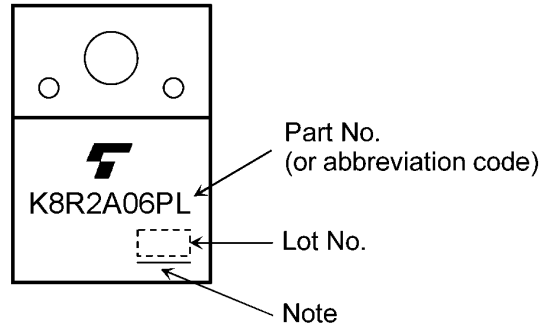 Part No.
(or abbreviation code)
K8R2A06PL
Lot No.
Note